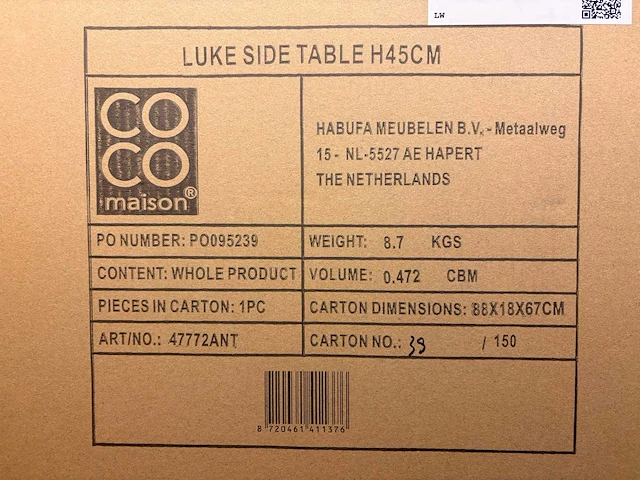 LW
LUKE SIDE TABLE H45CM
COCO
maison®
HABUFA MEUBELEN B.V. - Metaalweg
15 - NL-5527 AE HAPERT
THE NETHERLANDS
PO NUMBER: PO095239
WEIGHT: 8.7 KGS
CONTENT: WHOLE PRODUCT
VOLUME: 0.472 CBM
PIECES IN CARTON: 1PC
CARTON DIMENSIONS: 88X18X67CM
ART/NO.: 47772ANT
CARTON NO.: 39 / 150
8 720461 411376